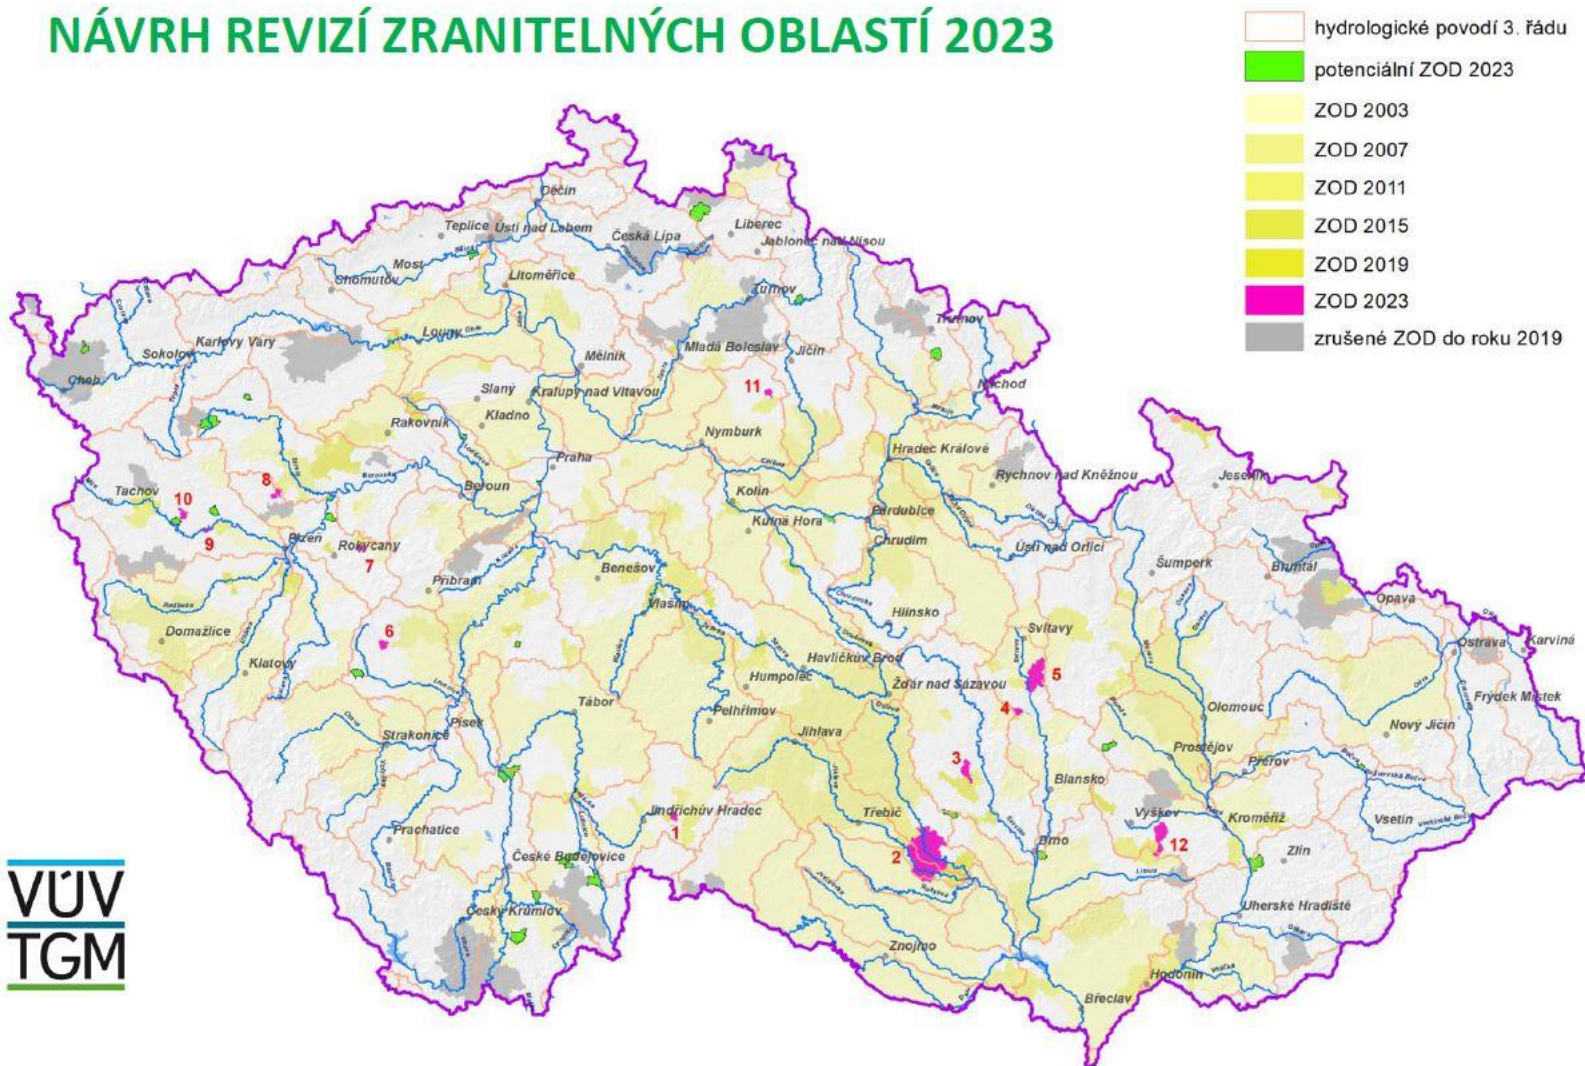 NÁVRH REVIZÍ ZRANITELNÝCH OBLASTÍ 2023
hydrologické povodí 3. řádu
potenciální ZOD 2023
ZOD 2003
ZOD 2007
ZOD 2011
ZOD 2015
ZOD 2019
ZOD 2023
zrušené ZOD do roku 2019
Děčín
Teplice
Ústí nad Labem
Česká Lípa
Liberec
Jablonec nad Nisou
Most
Chomutov
Litoměřice
Turnov
Trutnov
Karlovy Vary
Sokolov
Louny
Ohře
Mělník
Mladá Boleslav
Jičín
Cheb
Slaný
Kralupy nad Vltavou
11
Náchod
Kladno
Rakovník
Nymburk
Hradec Králové
Praha
Rychnov nad Kněžnou
Jeseník
Tachov
10
8
Beroun
Berounka
Kolín
Kutná Hora
Pardubice
9
Plzeň
Rokycany
7
Chrudim
Ústí nad Orlicí
Šumperk
Bruntál
Příbram
Benešov
Vlašim
Hlinsko
Opava
Radbuza
Domažlice
6
Svitavy
Ostrava
Karviná
Klatovy
Havlíčkův Brod
5
Humpolec
Žďár nad Sázavou
Frýdek Místek
Tábor
4
Olomouc
Písek
Pelhřimov
Nový Jičín
Strakonice
Jihlava
Prostějov
3
Přerov
Blansko
Jindřichův Hradec
1
Třebíč
Vyškov
Kroměříž
Vsetín
Prachatice
2
Brno
12
Zlín
České Budějovice
Litava
Český Krumlov
Uherské Hradiště
Znojmo
Hodonín
Břeclav
VÚV
TGM